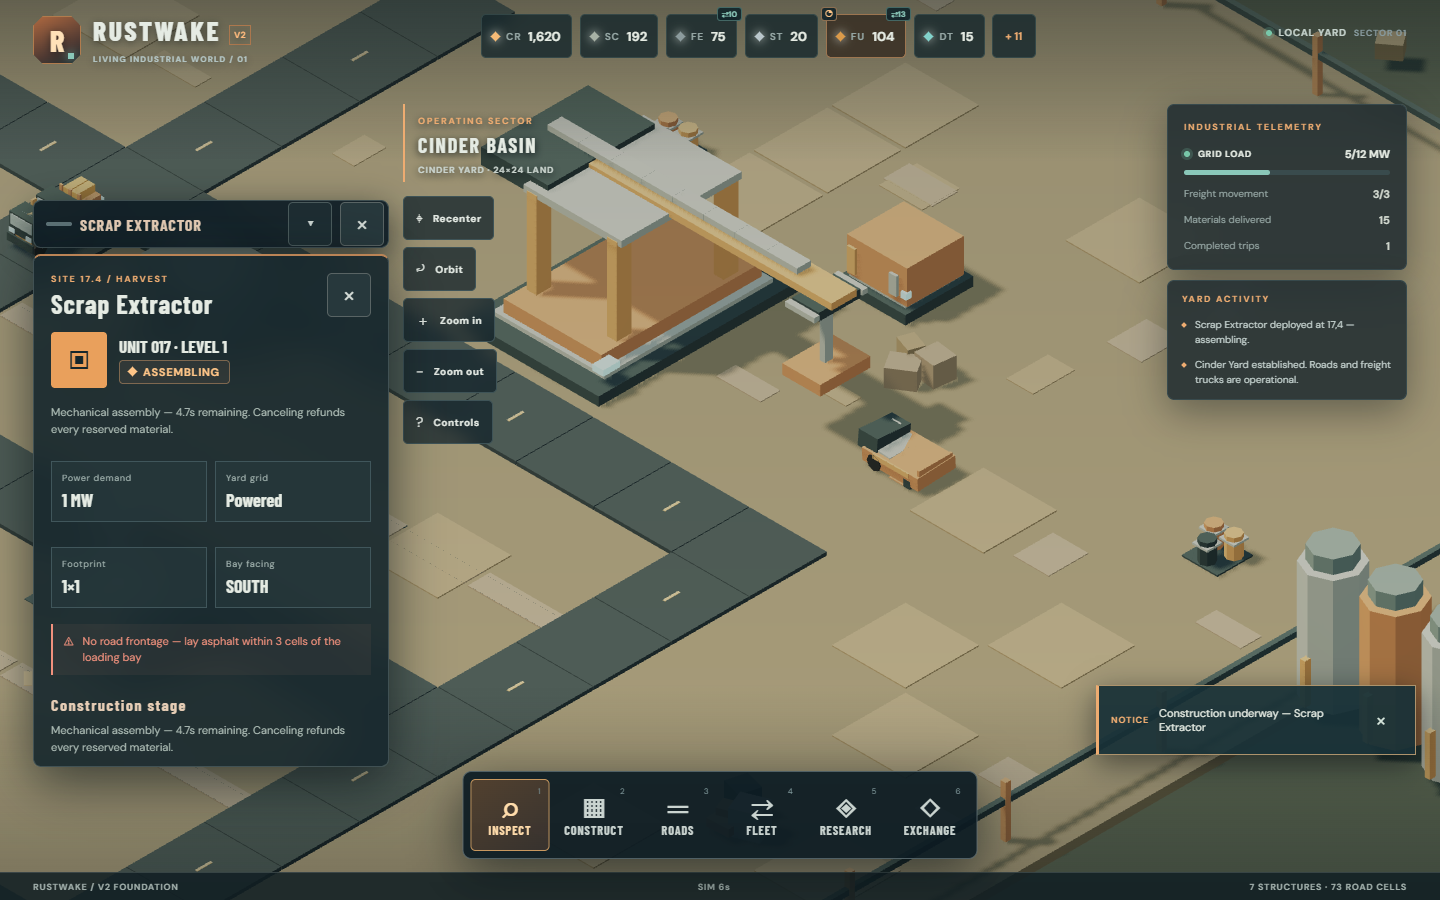 R
RUSTWAKE V2
LIVING INDUSTRIAL WORLD / 01
CR 1,620
SC 192
⇄10
FE 75
ST 20
⇄13
FU 104
DT 15
+ 11
LOCAL YARD SECTOR 01
OPERATING SECTOR
CINDER BASIN
CINDER YARD · 24×24 LAND
Recenter
Orbit
+ Zoom in
− Zoom out
? Controls
SCRAP EXTRACTOR ▾ ×
SITE 17.4 / HARVEST
Scrap Extractor ×
UNIT 017 · LEVEL 1
ASSEMBLING
Mechanical assembly — 4.7s remaining. Canceling refunds
every reserved material.
Power demand
1 MW
Yard grid
Powered
Footprint
1×1
Bay facing
SOUTH
⚠ No road frontage — lay asphalt within 3 cells of the
loading bay
Construction stage
Mechanical assembly — 4.7s remaining. Canceling refunds
every reserved material.
INDUSTRIAL TELEMETRY
GRID LOAD 5/12 MW
Freight movement 3/3
Materials delivered 15
Completed trips 1
YARD ACTIVITY
Scrap Extractor deployed at 17,4 —
assembling.
Cinder Yard established. Roads and freight
trucks are operational.
NOTICE Construction underway — Scrap
Extractor ×
1
INSPECT
2
CONSTRUCT
3
ROADS
4
FLEET
5
RESEARCH
6
EXCHANGE
RUSTWAKE / V2 FOUNDATION
SIM 6s
7 STRUCTURES · 73 ROAD CELLS